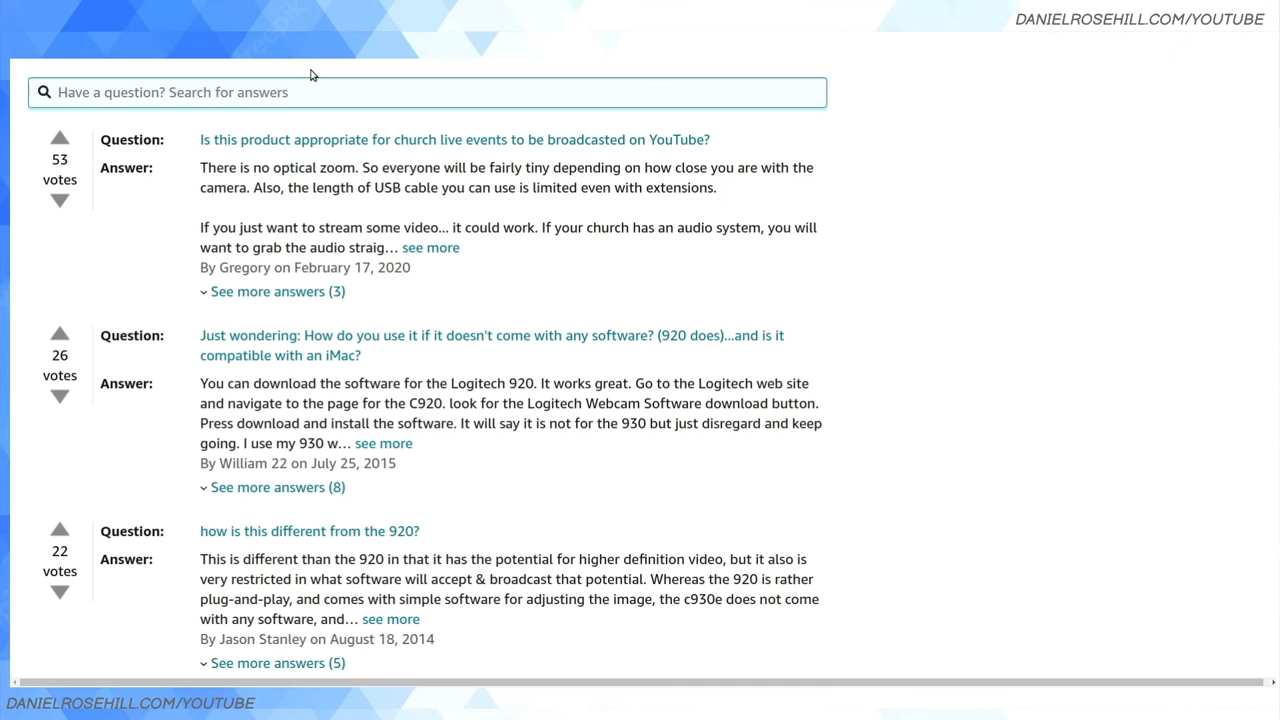 DANIELROSEHILL.COM/YOUTUBE
Have a question? Search for answers
53
votes
Question:
Is this product appropriate for church live events to be broadcasted on YouTube?
Answer:
There is no optical zoom. So everyone will be fairly tiny depending on how close you are with the
camera. Also, the length of USB cable you can use is limited even with extensions.
If you just want to stream some video... it could work. If your church has an audio system, you will
want to grab the audio straig... see more
By Gregory on February 17, 2020
See more answers (3)
26
votes
Question:
Just wondering: How do you use it if it doesn't come with any software? (920 does)...and is it
compatible with an iMac?
Answer:
You can download the software for the Logitech 920. It works great. Go to the Logitech web site
and navigate to the page for the C920. look for the Logitech Webcam Software download button.
Press download and install the software. It will say it is not for the 930 but just disregard and keep
going. I use my 930 w... see more
By William 22 on July 25, 2015
See more answers (8)
22
votes
Question:
how is this different from the 920?
Answer:
This is different than the 920 in that it has the potential for higher definition video, but it also is
very restricted in what software will accept & broadcast that potential. Whereas the 920 is rather
plug-and-play, and comes with simple software for adjusting the image, the c930e does not come
with any software, and... see more
By Jason Stanley on August 18, 2014
See more answers (5)
DANIELROSEHILL.COM/YOUTUBE